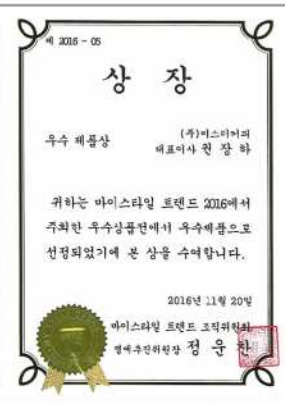 제 2016 - 05
상 장
우수 제품상
(주)미스터커피
대표이사 권 장 하
귀하는 마이스타일 트렌드 2016에서
주최한 우수상품전에서 우수제품으로
선정되었기에 본 상을 수여합니다.
2016년 11월 20일
마이스타일 트렌드 조직위원회
명예추진위원장 정 운 찬